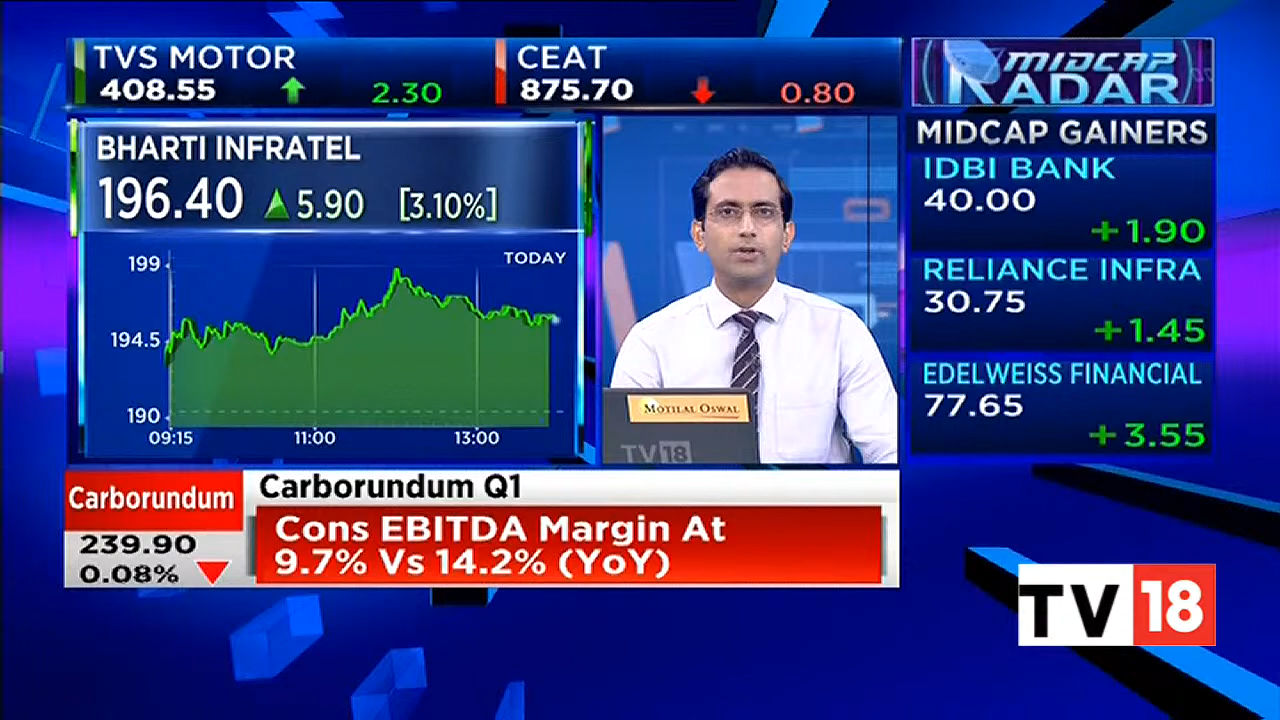 TVS MOTOR
408.55 2.30
CEAT
875.70 0.80
MIDCAP
RADAR
BHARTI INFRATEL
196.40 5.90 [3.10%]
TODAY
199
194.5
190
09:15 11:00 13:00
MOTILAL OSWAL
TV18
MIDCAP GAINERS
IDBI BANK
40.00
+1.90
RELIANCE INFRA
30.75
+1.45
EDELWEISS FINANCIAL
77.65
+3.55
Carborundum
239.90
0.08%
Carborundum Q1
Cons EBITDA Margin At
9.7% Vs 14.2% (YoY)
TV18